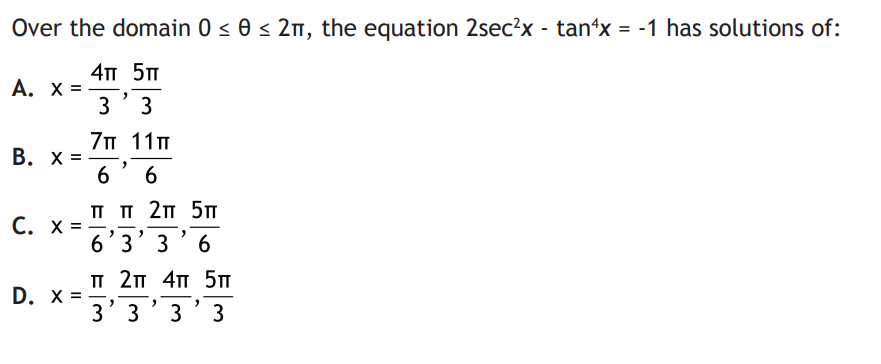 Over the domain 0 ≤ θ ≤ 2π, the equation 2sec²x - tan⁴x = -1 has solutions of:
A. x = 4π/3, 5π/3
B. x = 7π/6, 11π/6
C. x = π/6, π/3, 2π/3, 5π/6
D. x = π/3, 2π/3, 4π/3, 5π/3